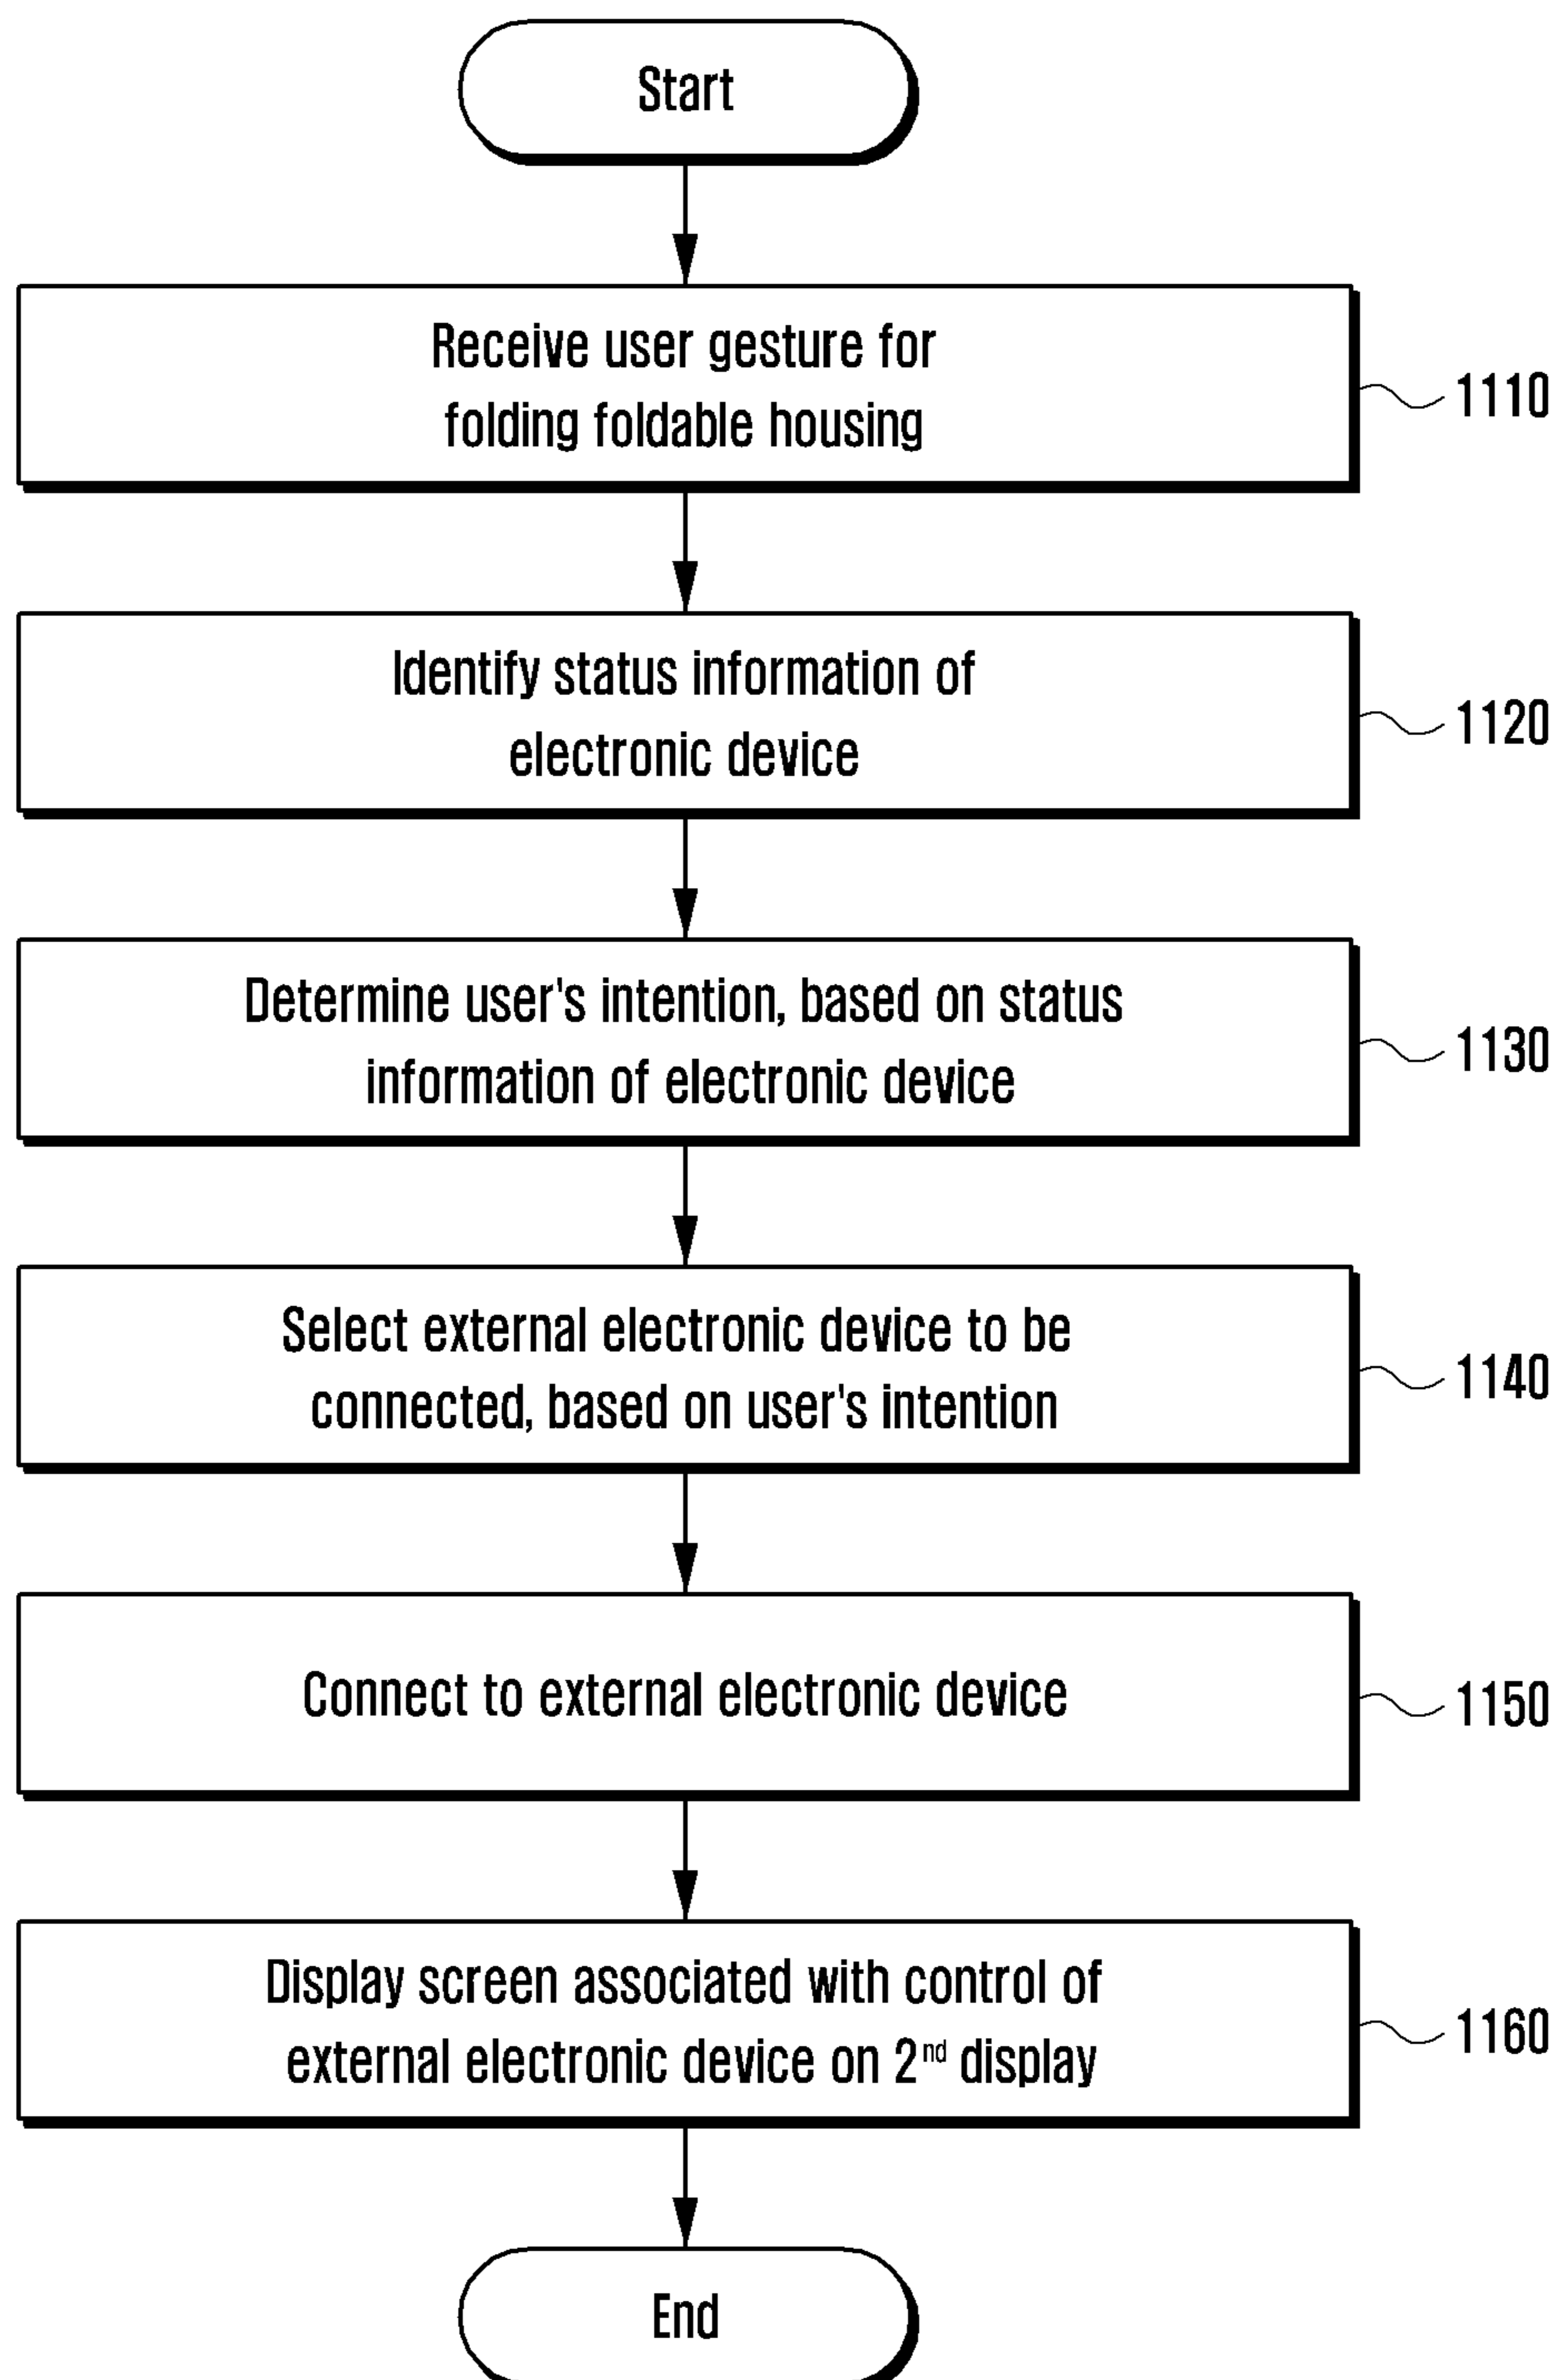 Start
Receive user gesture for
folding foldable housing
1110
Identify status information of
electronic device
1120
Determine user's intention, based on status
information of electronic device
1130
Select external electronic device to be
connected, based on user's intention
1140
Connect to external electronic device
1150
Display screen associated with control of
external electronic device on 2nd display
1160
End